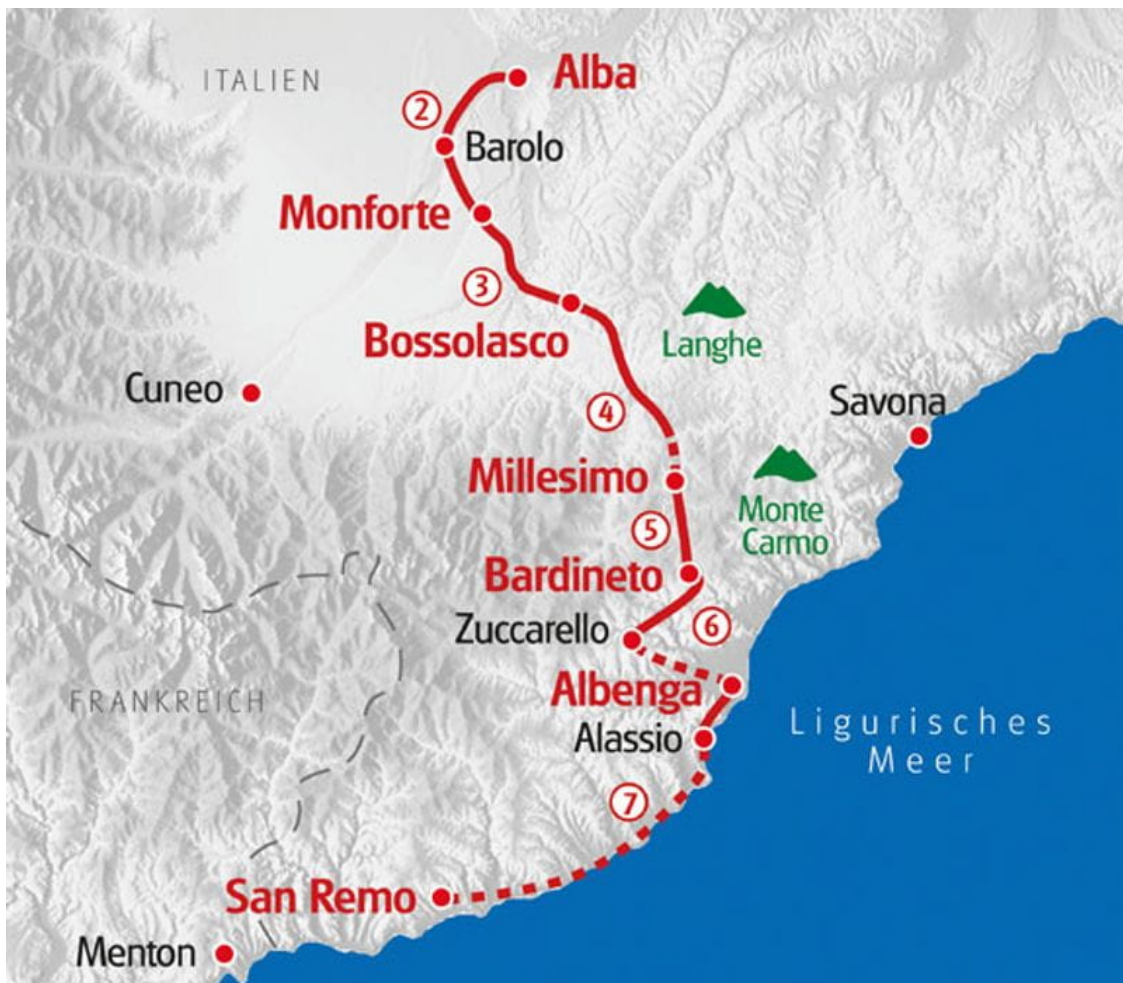 ITALIEN
Alba
②
Barolo
Monforte
③
Bossolasco
Langhe
Cuneo
④
Savona
Millesimo
Monte
Carmo
⑤
Bardineto
Zuccarello
⑥
FRANKREICH
Albenga
Alassio
Ligurisches
Meer
⑦
San Remo
Menton